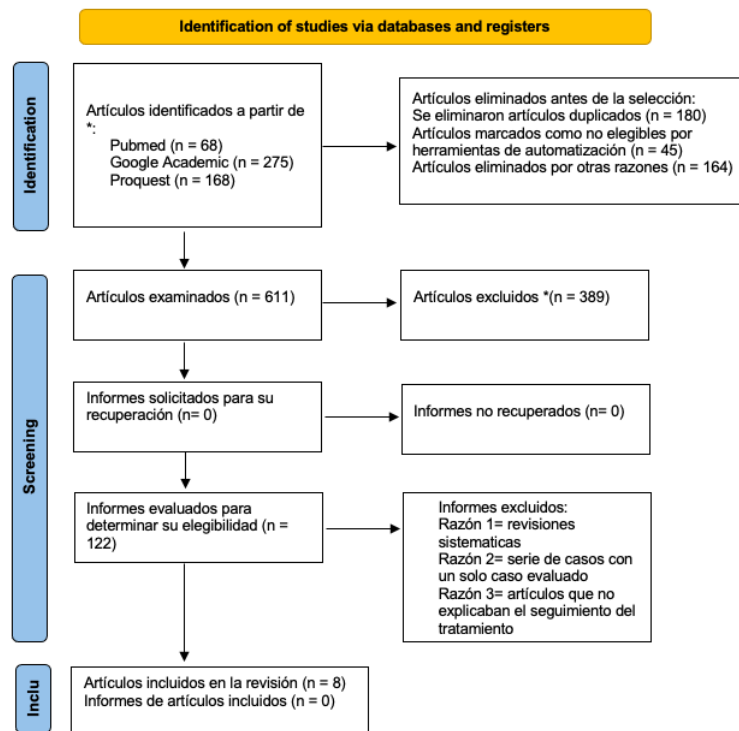 Identification of studies via databases and registers
Identification
Artículos identificados a partir de
*:
Pubmed (n = 68)
Google Academic (n = 275)
Proquest (n = 168)
Artículos eliminados antes de la selección:
Se eliminaron artículos duplicados (n = 180)
Artículos marcados como no elegibles por
herramientas de automatización (n = 45)
Artículos eliminados por otras razones (n = 164)
Screening
Artículos examinados (n = 611)
Artículos excluidos *(n = 389)
Informes solicitados para su
recuperación (n= 0)
Informes no recuperados (n= 0)
Informes evaluados para
determinar su elegibilidad (n =
122)
Informes excluidos:
Razón 1= revisiones
sistematicas
Razón 2= serie de casos con
un solo caso evaluado
Razón 3= artículos que no
explicaban el seguimiento del
tratamiento
Inclu
Artículos incluidos en la revisión (n = 8)
Informes de artículos incluidos (n = 0)